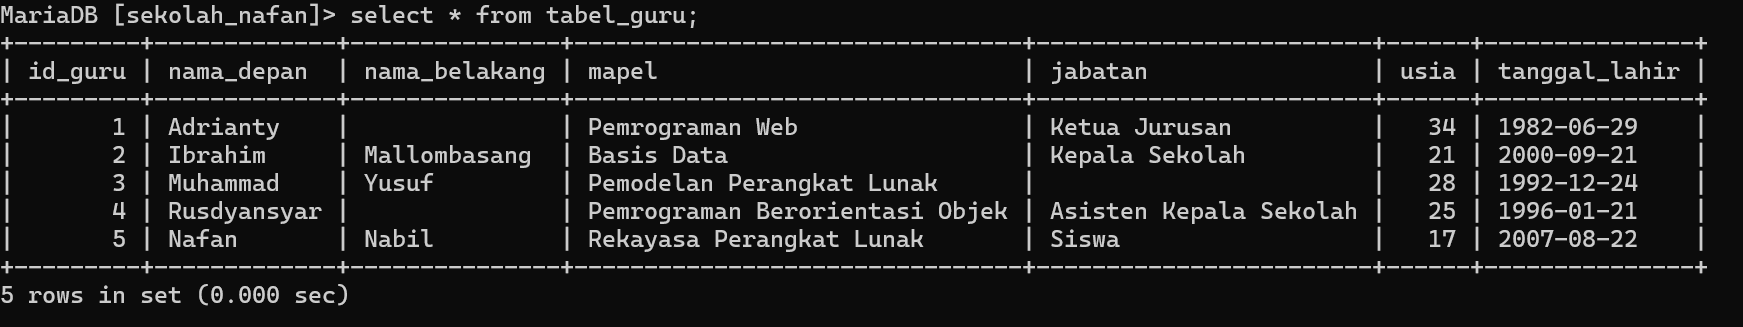 MariaDB [sekolah_nafan]> select * from tabel_guru;
+---------+-------------+---------------+--------------------------------+------------------------+------+---------------+
| id_guru | nama_depan  | nama_belakang | mapel                          | jabatan                | usia | tanggal_lahir |
+---------+-------------+---------------+--------------------------------+------------------------+------+---------------+
|       1 | Adrianty    |               | Pemrograman Web                | Ketua Jurusan          |   34 | 1982-06-29    |
|       2 | Ibrahim     | Mallombasang  | Basis Data                     | Kepala Sekolah         |   21 | 2000-09-21    |
|       3 | Muhammad    | Yusuf         | Pemodelan Perangkat Lunak      |                        |   28 | 1992-12-24    |
|       4 | Rusdyansyar |               | Pemrograman Berorientasi Objek | Asisten Kepala Sekolah |   25 | 1996-01-21    |
|       5 | Nafan       | Nabil         | Rekayasa Perangkat Lunak       | Siswa                  |   17 | 2007-08-22    |
+---------+-------------+---------------+--------------------------------+------------------------+------+---------------+
5 rows in set (0.000 sec)